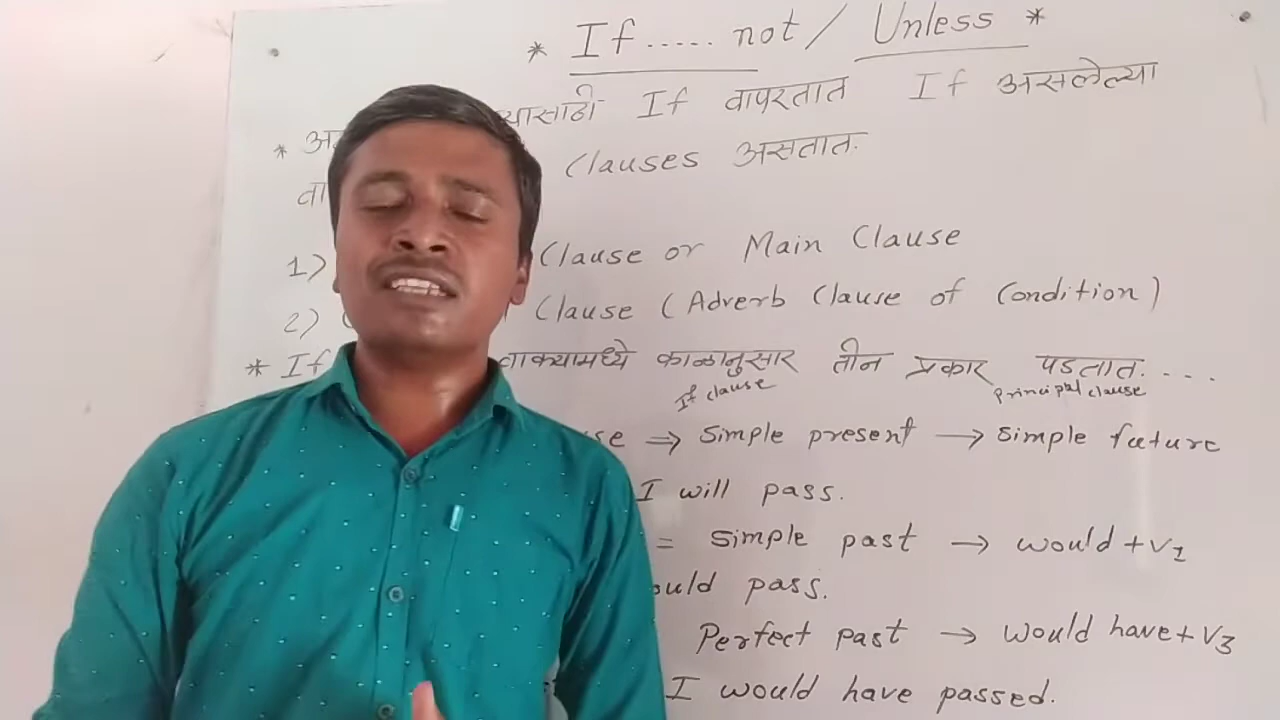 * If ..... not / Unless *
* अ यासाठी If वापरतात If असलेल्या
वा Clauses असतात.
1) Clause or Main Clause
2) Clause (Adverb Clause of Condition)
* If वाक्यामध्ये काळानुसार तीन प्रकार पडतात. ...
If clause principal clause
se ⇒ simple present → simple future
I will pass.
= simple past → would + v1
ould pass.
Perfect past → would have + v3
I would have passed.